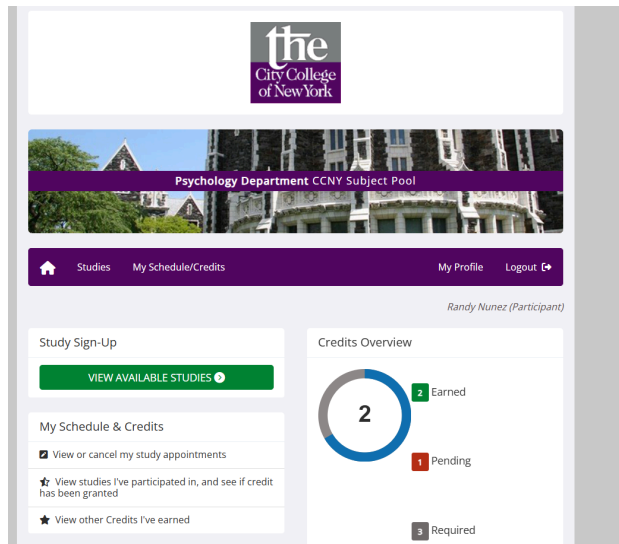 the
City College
of New York
Psychology Department CCNY Subject Pool
Studies
My Schedule/Credits
My Profile
Logout
Randy Nunez (Participant)
Study Sign-Up
VIEW AVAILABLE STUDIES
My Schedule & Credits
View or cancel my study appointments
View studies I've participated in, and see if credit
has been granted
View other Credits I've earned
Credits Overview
2
2 Earned
1 Pending
3 Required